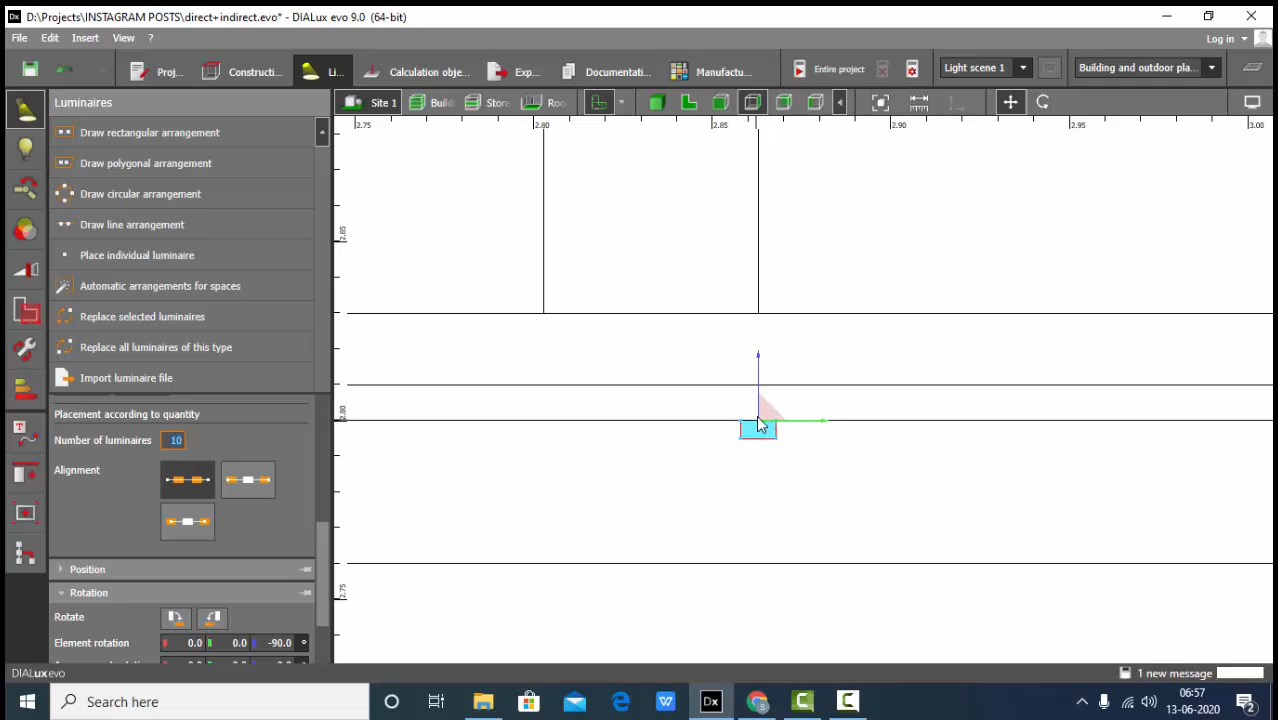 Dx D:\Projects\INSTAGRAM POSTS\direct+indirect.evo* - DIALux evo 9.0 (64-bit)
File Edit Insert View ?
Log in
Proj... Constructi... Li... Calculation obje... Exp... Documentati... Manufactu... Entire project Light scene 1 Building and outdoor pla...
Luminaires
Site 1 Build Store Roo
Draw rectangular arrangement
Draw polygonal arrangement
Draw circular arrangement
Draw line arrangement
Place individual luminaire
Automatic arrangements for spaces
Replace selected luminaires
Replace all luminaires of this type
Import luminaire file
Placement according to quantity
Number of luminaires 10
Alignment
Position
Rotation
Rotate
Element rotation 0.0 0.0 -90.0 °
2.75 2.80 2.85 2.90 2.95 3.00
2.85
2.80
2.75
DIALux evo
1 new message
Search here
W
Dx
06:57
13-06-2020
2